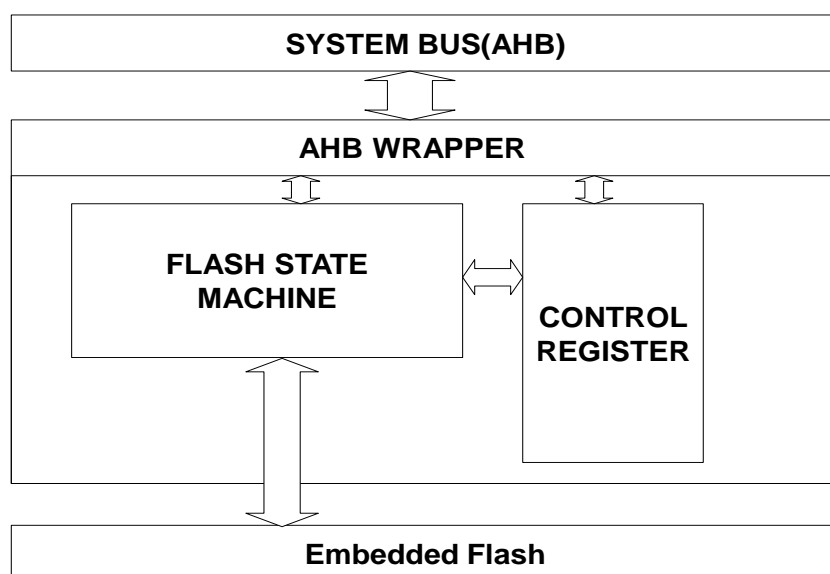 SYSTEM BUS(AHB)
AHB WRAPPER
FLASH STATE
MACHINE
CONTROL
REGISTER
Embedded Flash